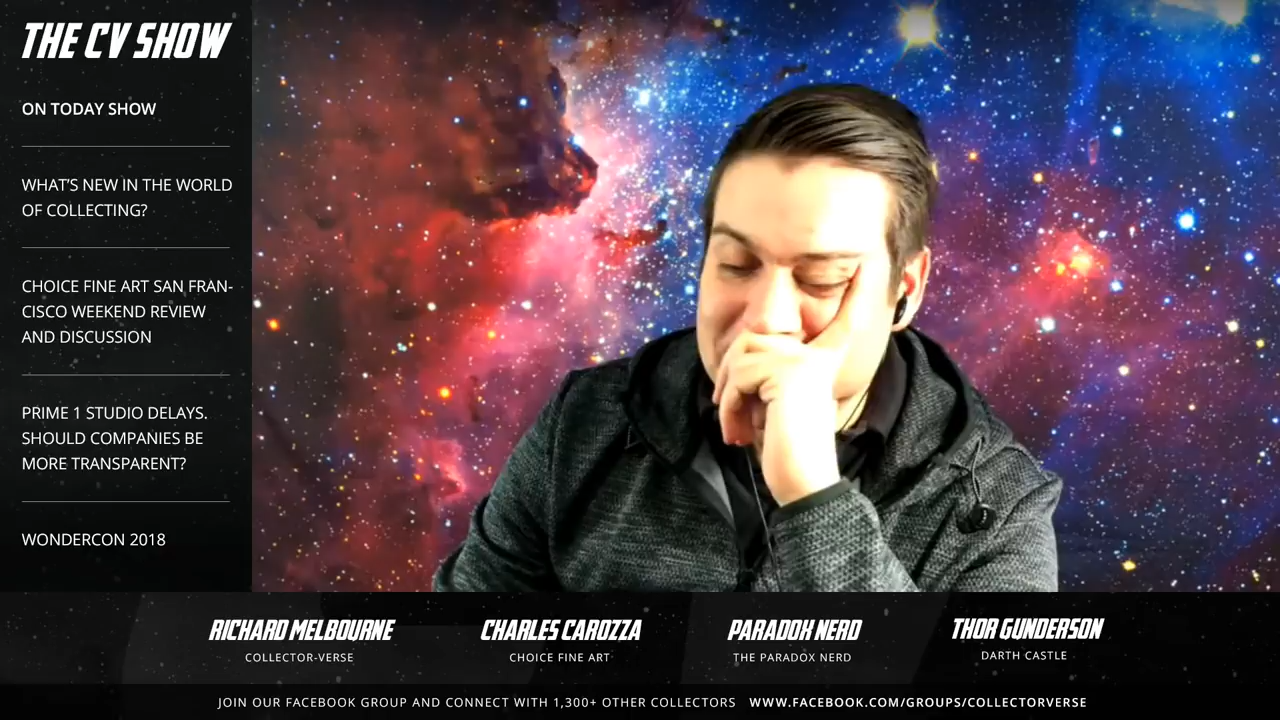 THE CV SHOW
ON TODAY SHOW
WHAT'S NEW IN THE WORLD
OF COLLECTING?
CHOICE FINE ART SAN FRAN-
CISCO WEEKEND REVIEW
AND DISCUSSION
PRIME 1 STUDIO DELAYS.
SHOULD COMPANIES BE
MORE TRANSPARENT?
WONDERCON 2018
RICHARD MELBOURNE
COLLECTOR-VERSE
CHARLES CAROZZA
CHOICE FINE ART
PARADOX NERD
THE PARADOX NERD
THOR GUNDERSON
DARTH CASTLE
JOIN OUR FACEBOOK GROUP AND CONNECT WITH 1,300+ OTHER COLLECTORS WWW.FACEBOOK.COM/GROUPS/COLLECTORVERSE